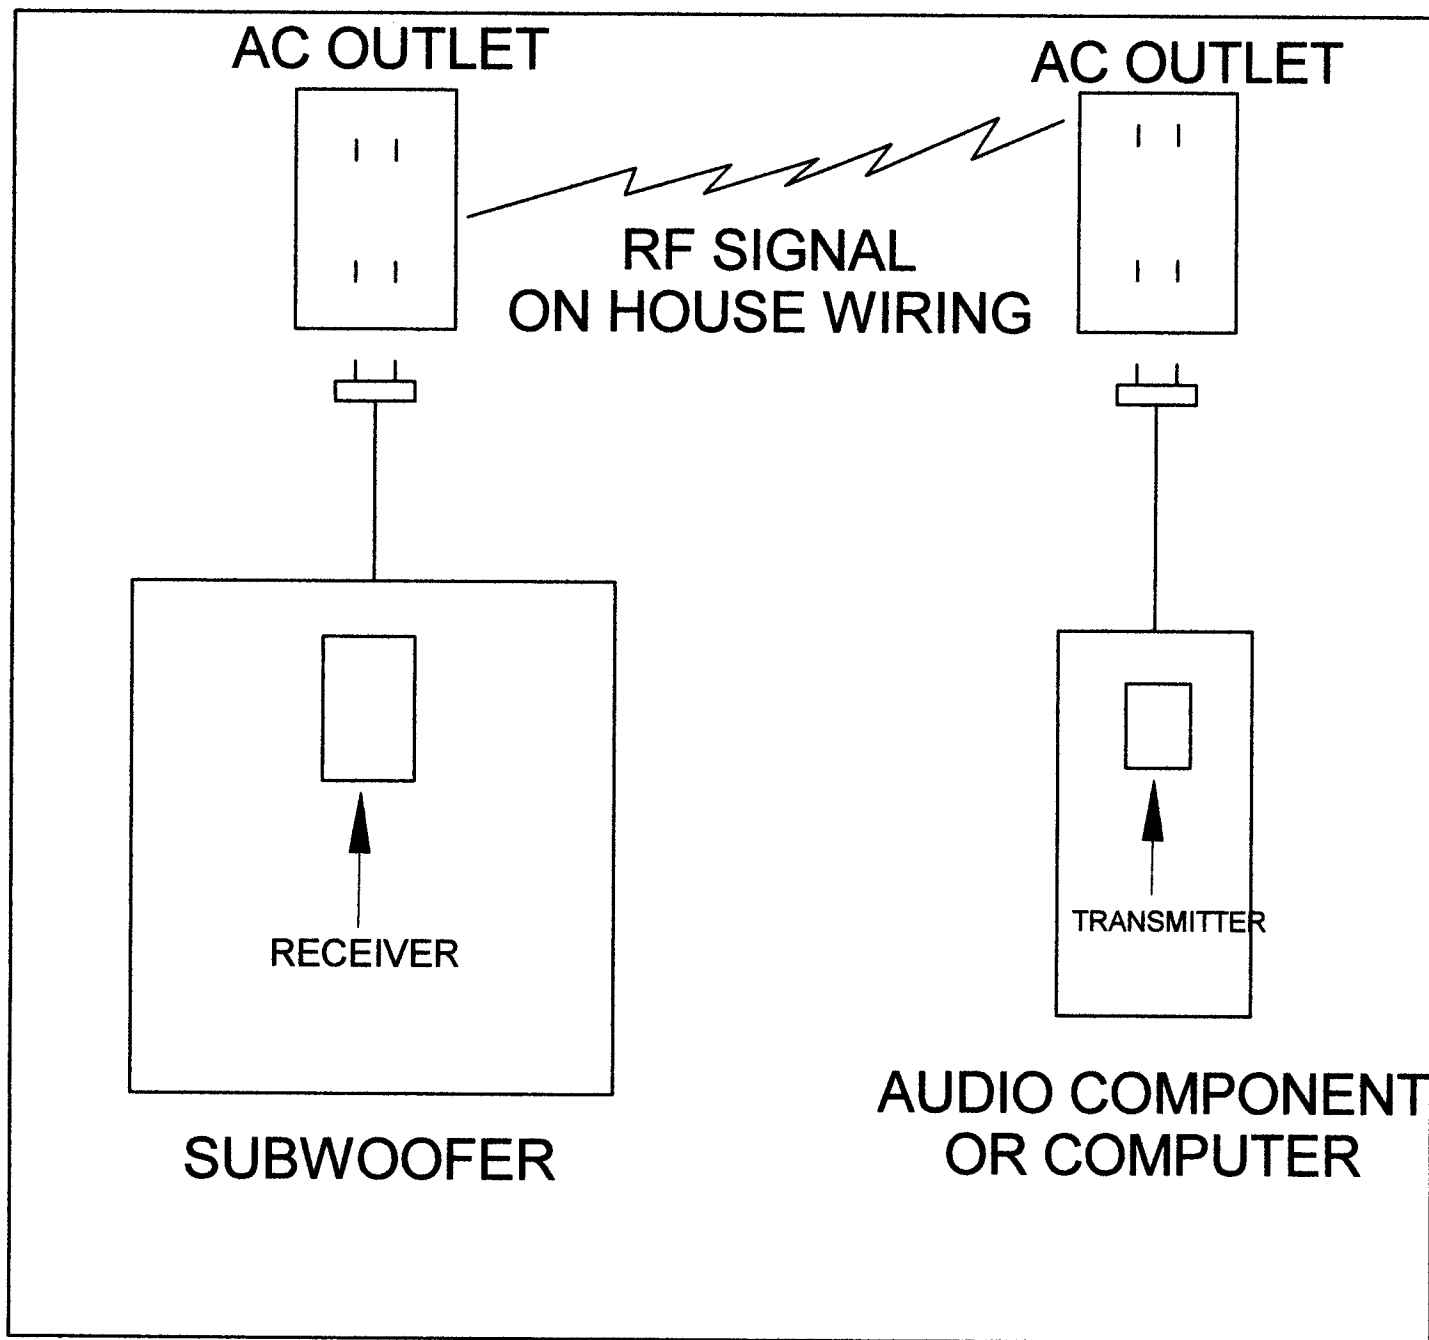 AC OUTLET
AC OUTLET
RF SIGNAL
ON HOUSE WIRING
RECEIVER
TRANSMITTER
SUBWOOFER
AUDIO COMPONENT
OR COMPUTER